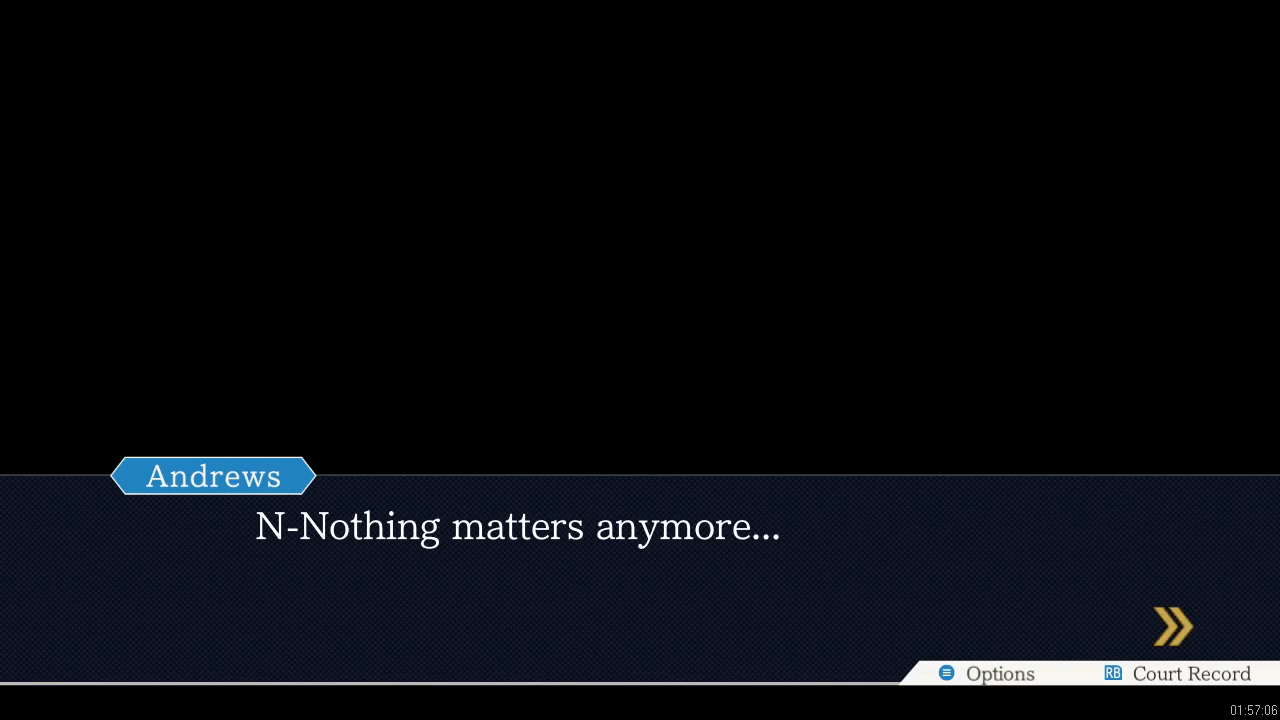 Andrews
N-Nothing matters anymore...
Options
RB Court Record
01:57:06